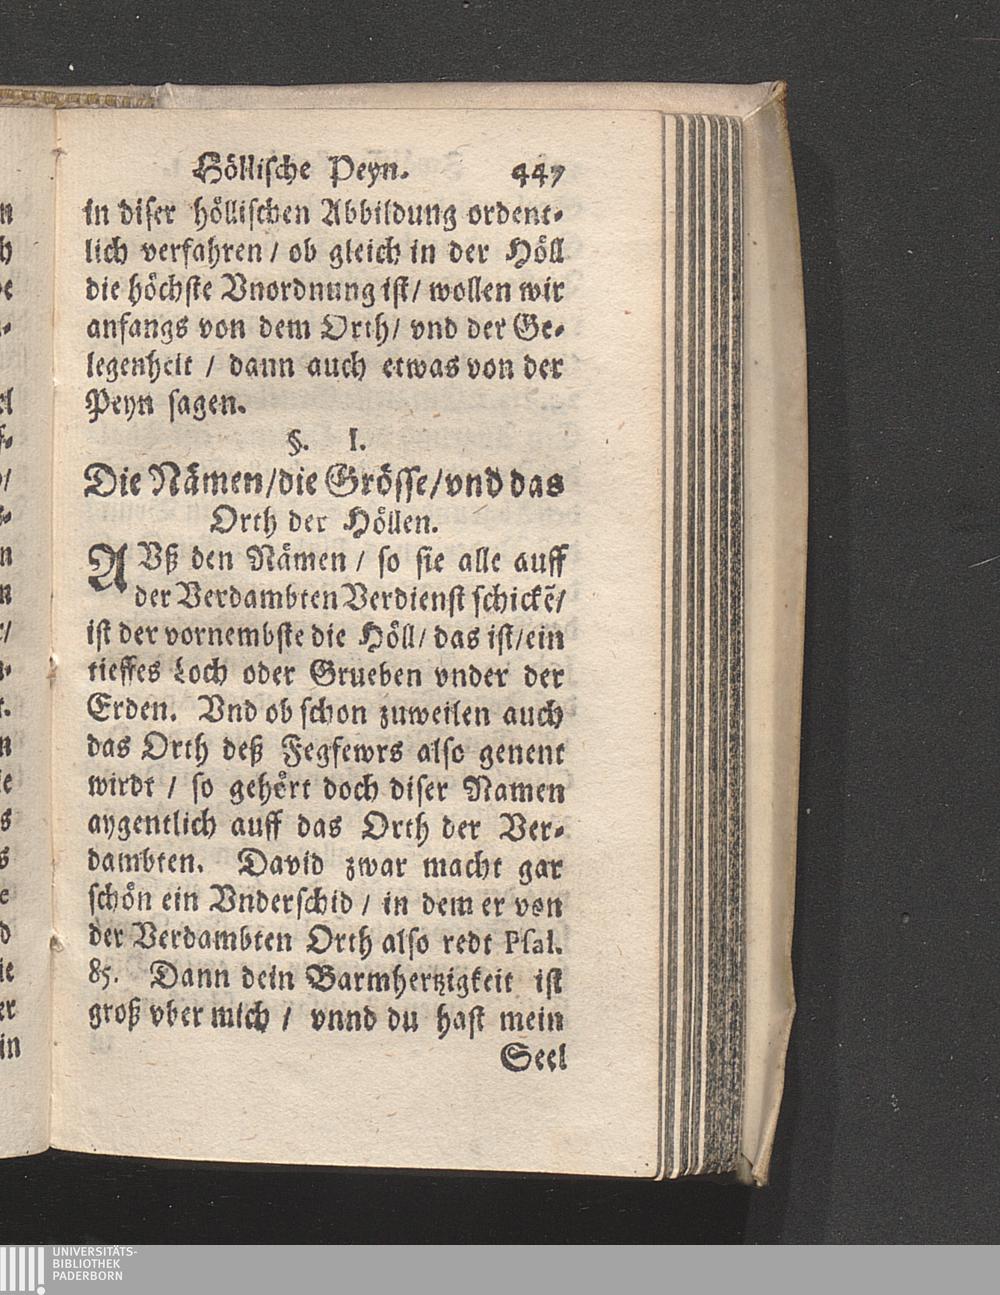 Höllische Peyn. 447
in diser höllischen Abbildung ordent-
lich verfahren / ob gleich in der Höll
die höchste Vnordnung ist / wollen wir
anfangs von dem Orth / vnd der Ge-
legenheit / dann auch etwas von der
Peyn sagen.
§. I.
Die Nämen / die Grösse / vnd das
Orth der Höllen.
AVß den Nämen / so sie alle auff
der Verdambten Verdienst schickẽ /
ist der vornembste die Höll / das ist / ein
tieffes Loch oder Grueben vnder der
Erden. Vnd ob schon zuweilen auch
das Orth deß Fegfewrs also genent
wirdt / so gehört doch diser Namen
aygentlich auff das Orth der Ver-
dambten. David zwar macht gar
schön ein Vnderschid / in dem er von
der Verdambten Orth also redt Psal.
85. Dann dein Barmhertzigkeit ist
groß vber mich / vnnd du hast mein
Seel
UNIVERSITÄTS-
BIBLIOTHEK
PADERBORN